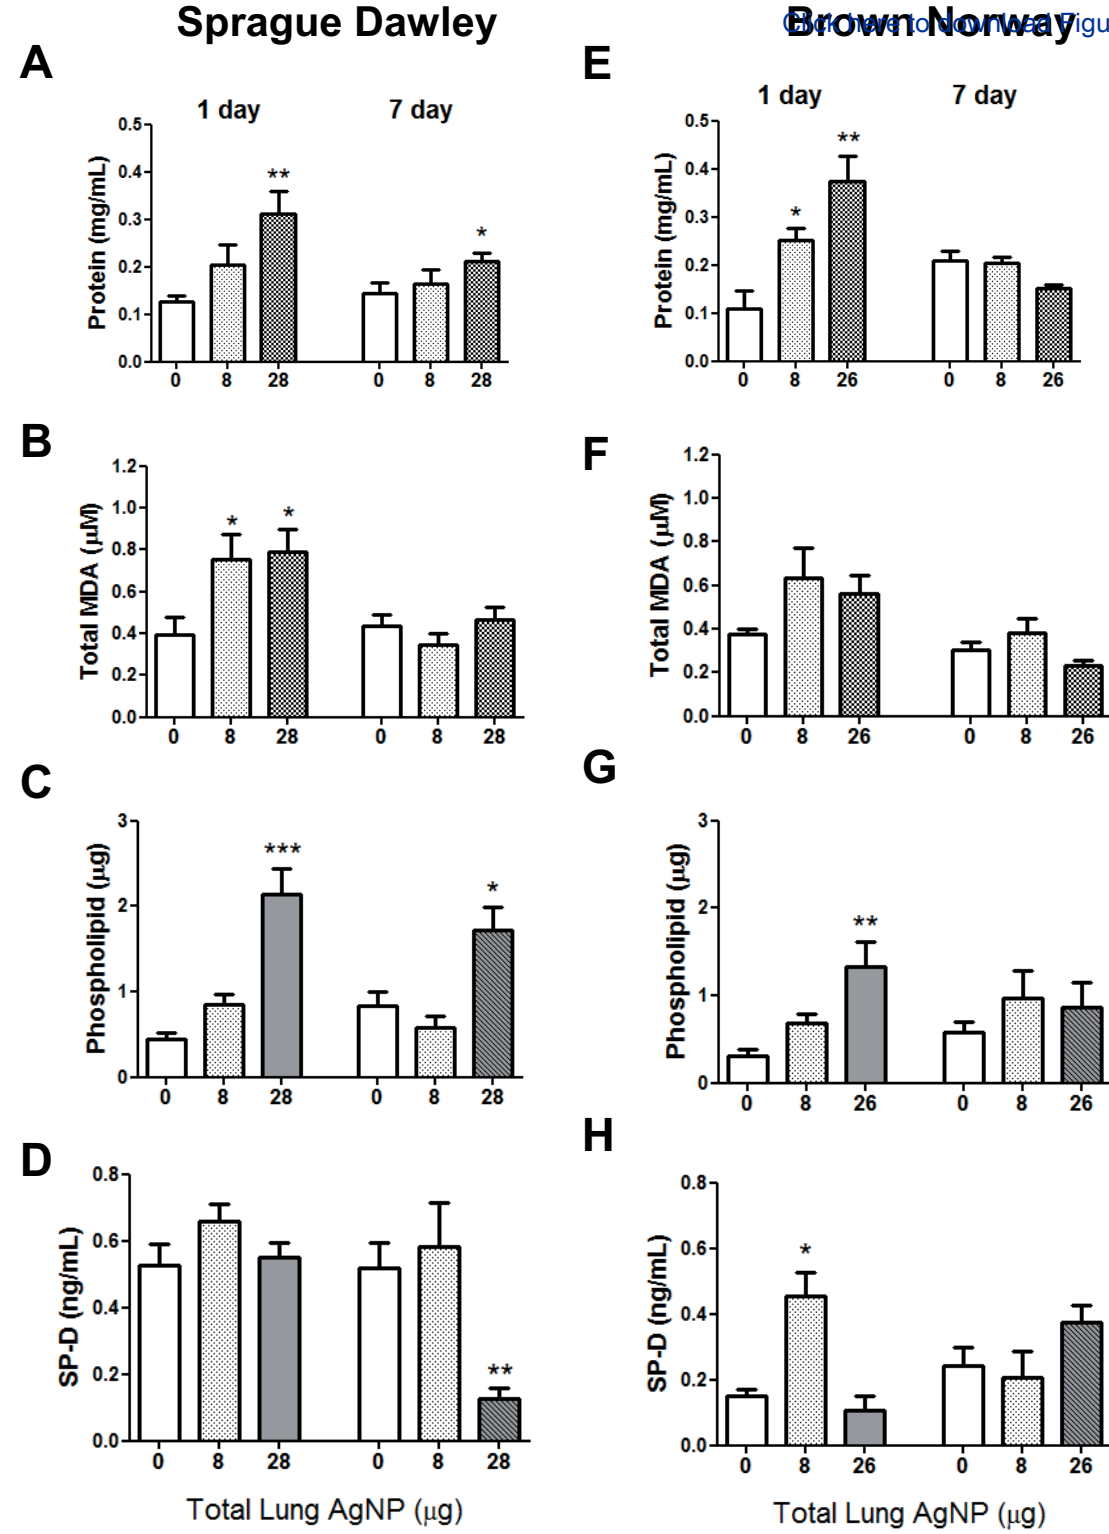 Sprague Dawley
Brown Norway
Click here to download Figu
A
1 day 7 day
Protein (mg/mL)
0.5
0.4
0.3
0.2
0.1
0.0
**
*
0 8 28 0 8 28
E
1 day 7 day
Protein (mg/mL)
0.5
0.4
0.3
0.2
0.1
0.0
*
**
0 8 26 0 8 26
B
Total MDA (μM)
1.2
1.0
0.8
0.6
0.4
0.2
0.0
* *
0 8 28 0 8 28
F
Total MDA (μM)
1.2
1.0
0.8
0.6
0.4
0.2
0.0
0 8 26 0 8 26
C
Phospholipid (μg)
3
2
1
0
***
*
0 8 28 0 8 28
G
Phospholipid (μg)
3
2
1
0
**
0 8 26 0 8 26
D
SP-D (ng/mL)
0.8
0.6
0.4
0.2
0.0
**
0 8 28 0 8 28
Total Lung AgNP (μg)
H
SP-D (ng/mL)
0.8
0.6
0.4
0.2
0.0
*
0 8 26 0 8 26
Total Lung AgNP (μg)